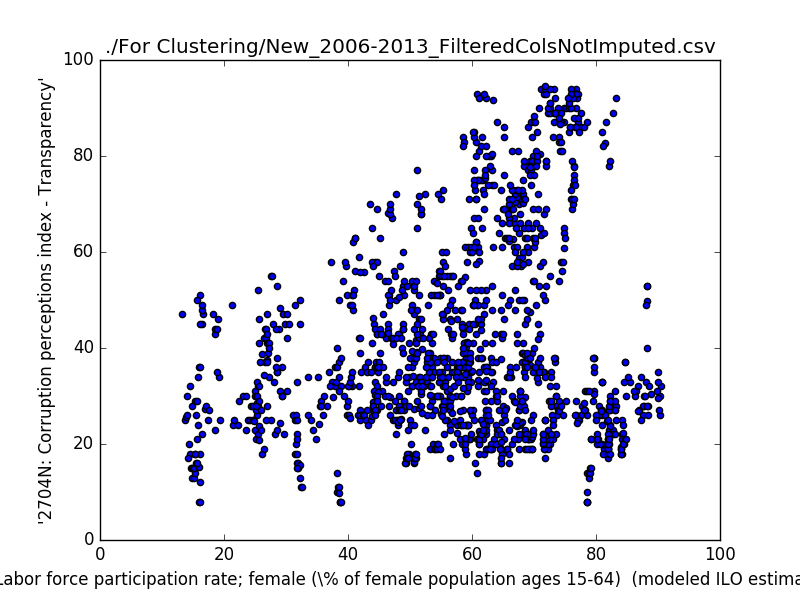 ./For Clustering/New_2006-2013_FilteredColsNotImputed.csv
100
80
60
40
20
0
'2704N: Corruption perceptions index - Transparency'
0 20 40 60 80 100
Labor force participation rate; female (\% of female population ages 15-64) (modeled ILO estima